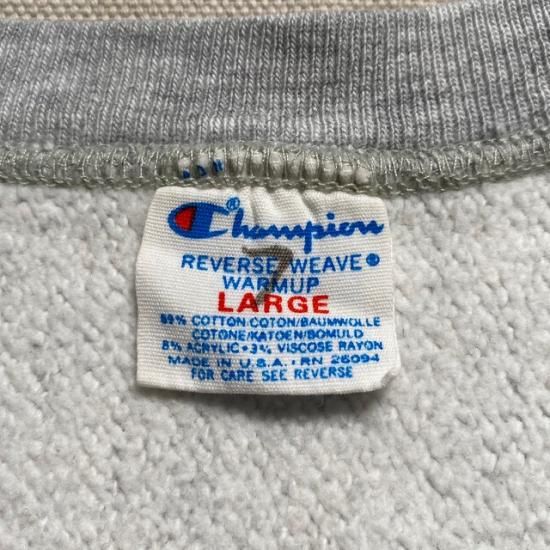 ®
Champion
7
REVERSE WEAVE®
WARMUP
LARGE
89% COTTON/COTON/BAUMWOLLE
COTONE/KATOEN/BOMULD
8% ACRYLIC • 3% VISCOSE RAYON
MADE IN U.S.A. • RN 26094
FOR CARE SEE REVERSE